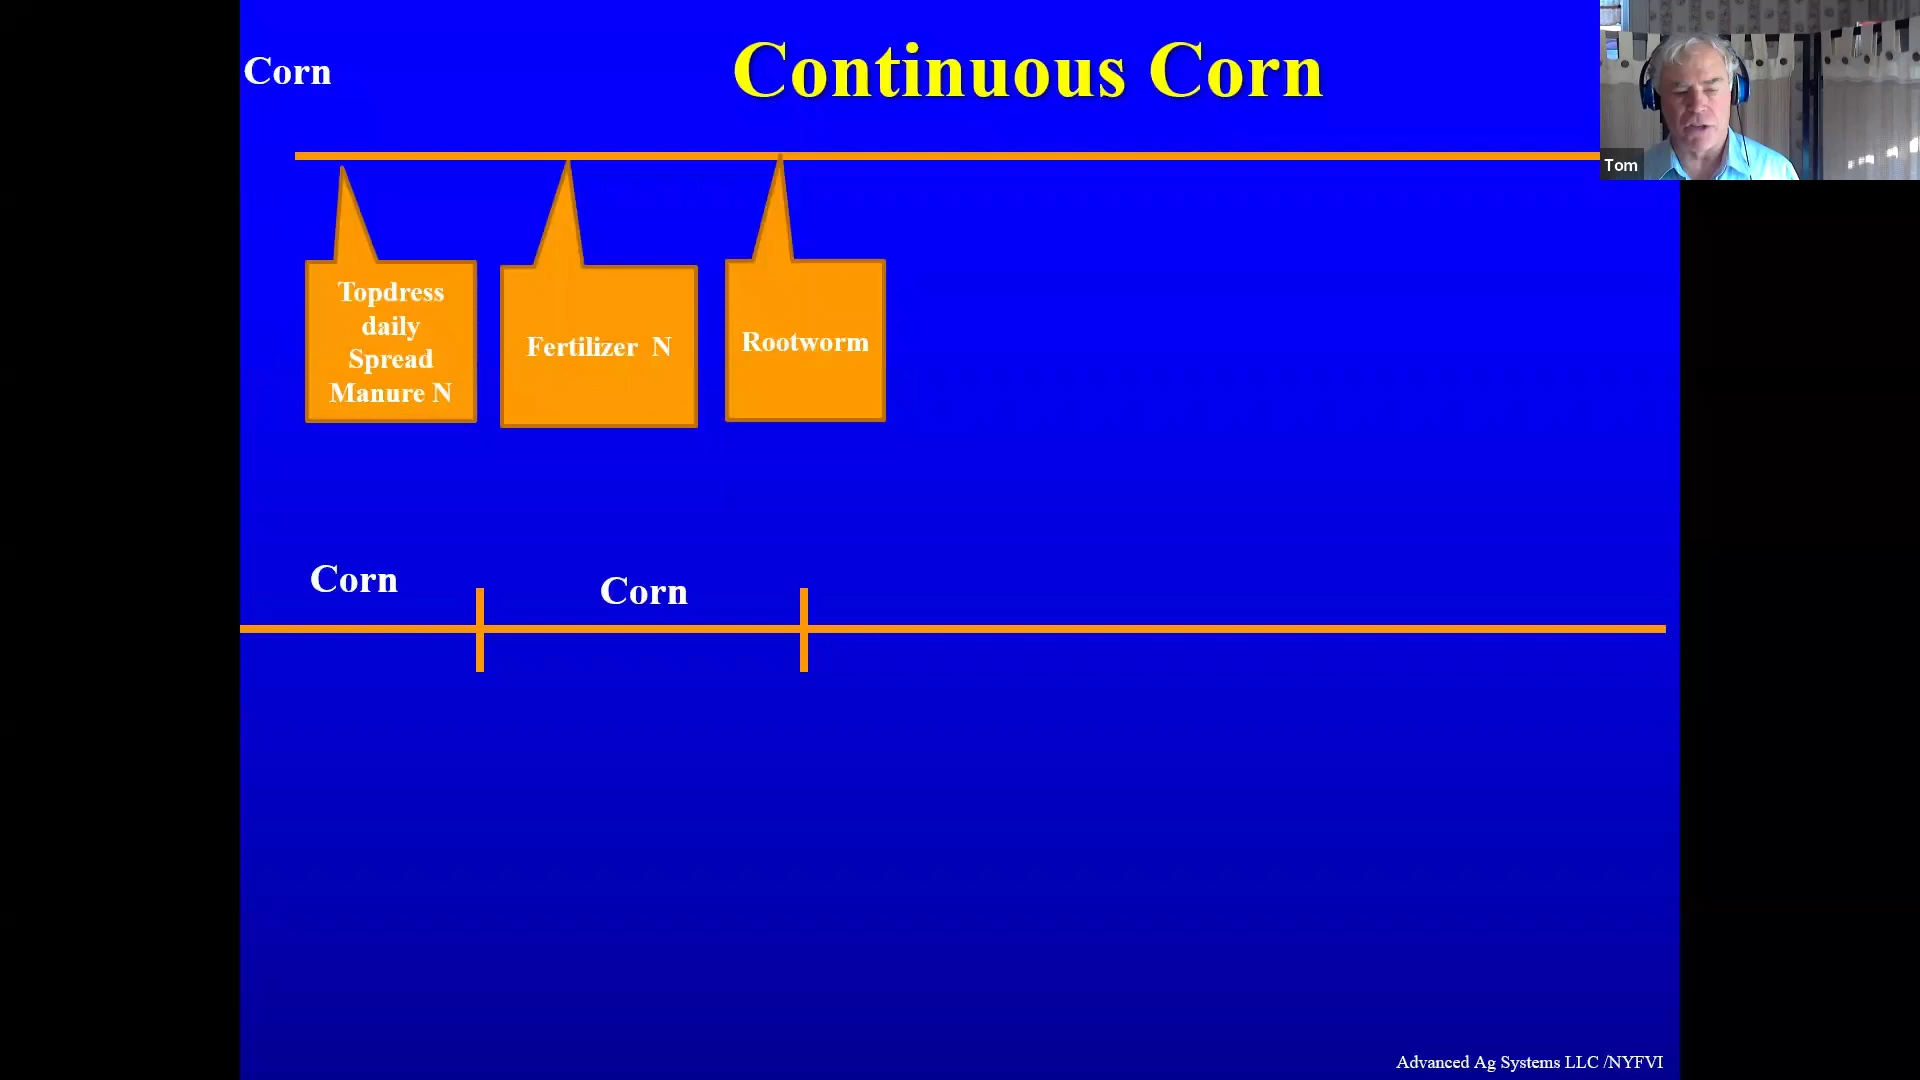 Corn
Continuous Corn
Tom
Topdress
daily
Spread
Manure N
Fertilizer N
Rootworm
Corn
Corn
Advanced Ag Systems LLC /NYFVI